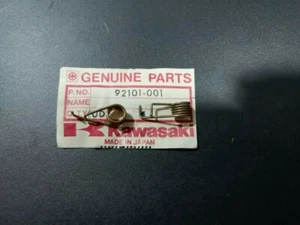 GENUINE PARTS
P.NO. 92101-001
NAME
Kawasaki
MADE IN JAPAN